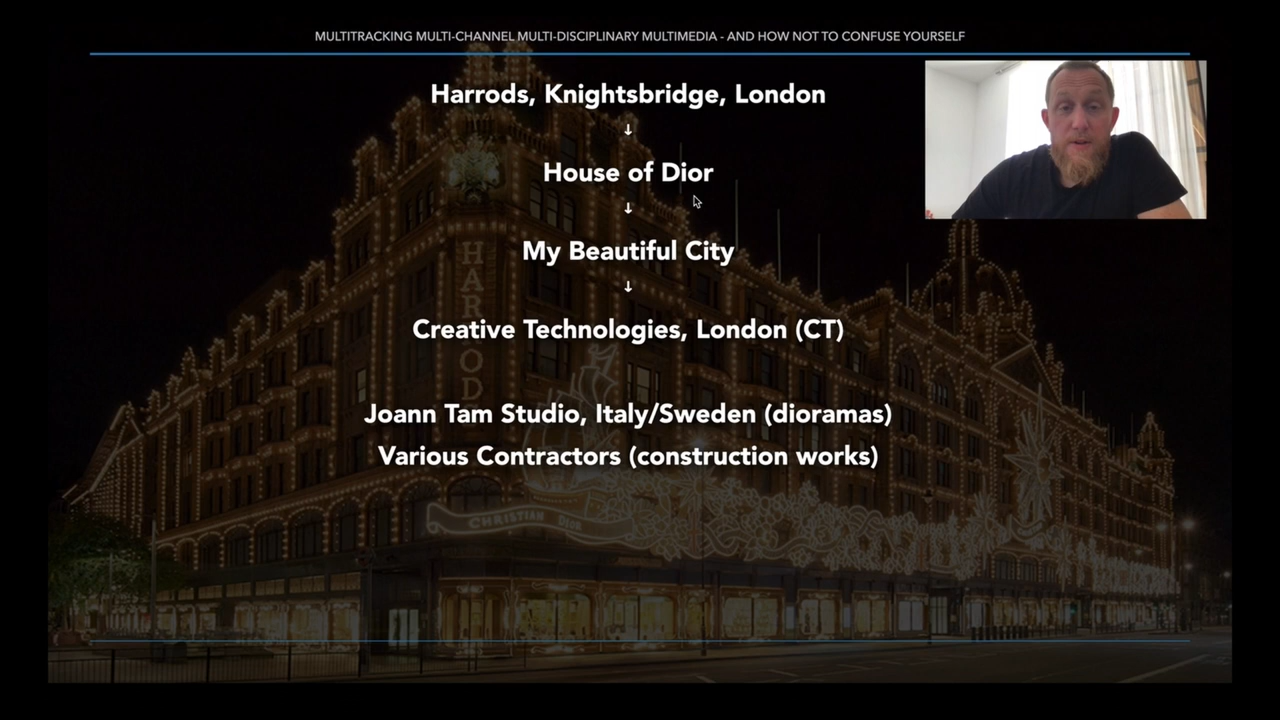 MULTITRACKING MULTI-CHANNEL MULTI-DISCIPLINARY MULTIMEDIA - AND HOW NOT TO CONFUSE YOURSELF
Harrods, Knightsbridge, London
↓
House of Dior
↓
My Beautiful City
↓
Creative Technologies, London (CT)
Joann Tam Studio, Italy/Sweden (dioramas)
Various Contractors (construction works)
HARROD
CHRISTIAN DIOR